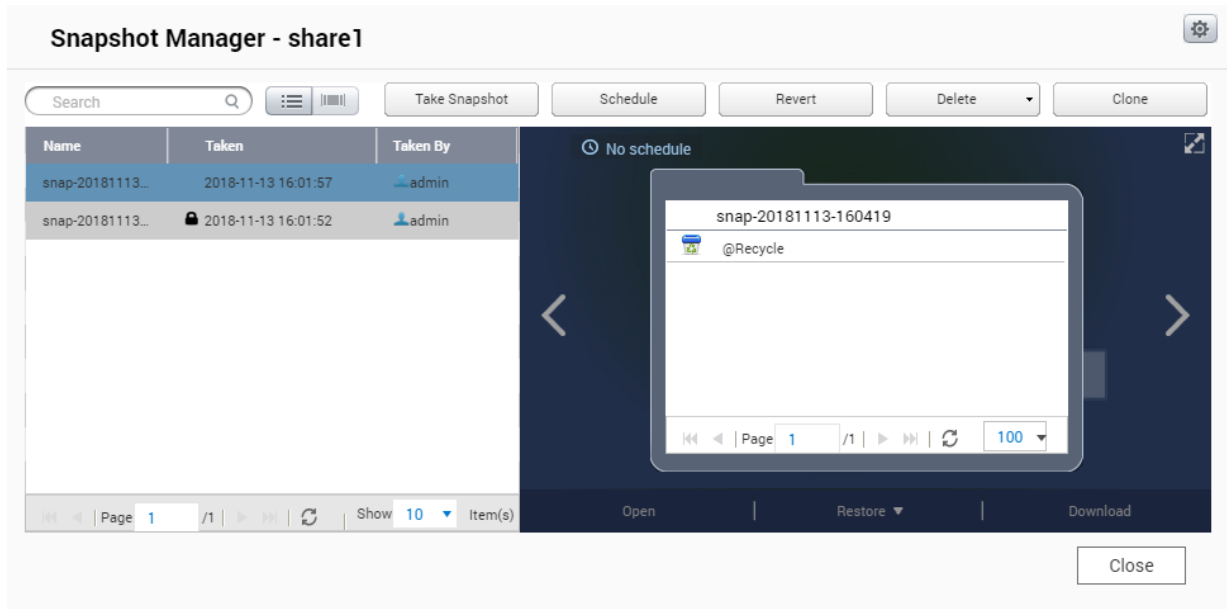 Snapshot Manager - share1
Search
Take Snapshot
Schedule
Revert
Delete
Clone
Name Taken Taken By
snap-20181113... 2018-11-13 16:01:57 admin
snap-20181113... 2018-11-13 16:01:52 admin
Page 1 /1 Show 10 Item(s)
No schedule
snap-20181113-160419
@Recycle
Page 1 /1 100
Open Restore Download
Close